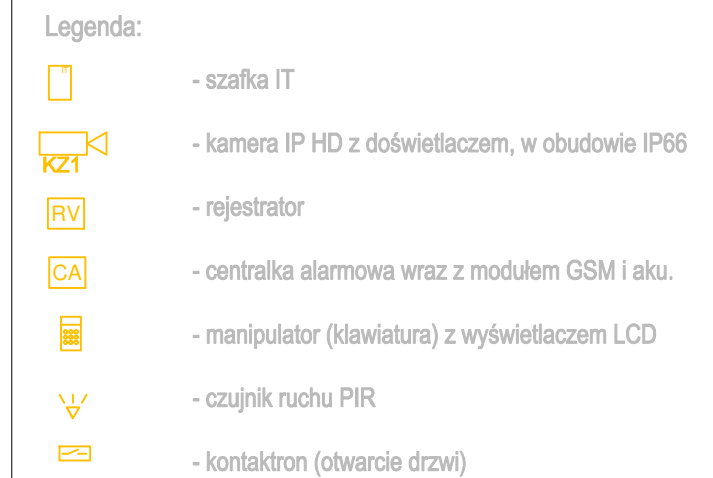 Legenda:
IT - szafka IT
- kamera IP HD z doświetlaczem, w obudowie IP66
KZ1
RV - rejestrator
CA - centralka alarmowa wraz z modułem GSM i aku.
- manipulator (klawiatura) z wyświetlaczem LCD
- czujnik ruchu PIR
- kontaktron (otwarcie drzwi)